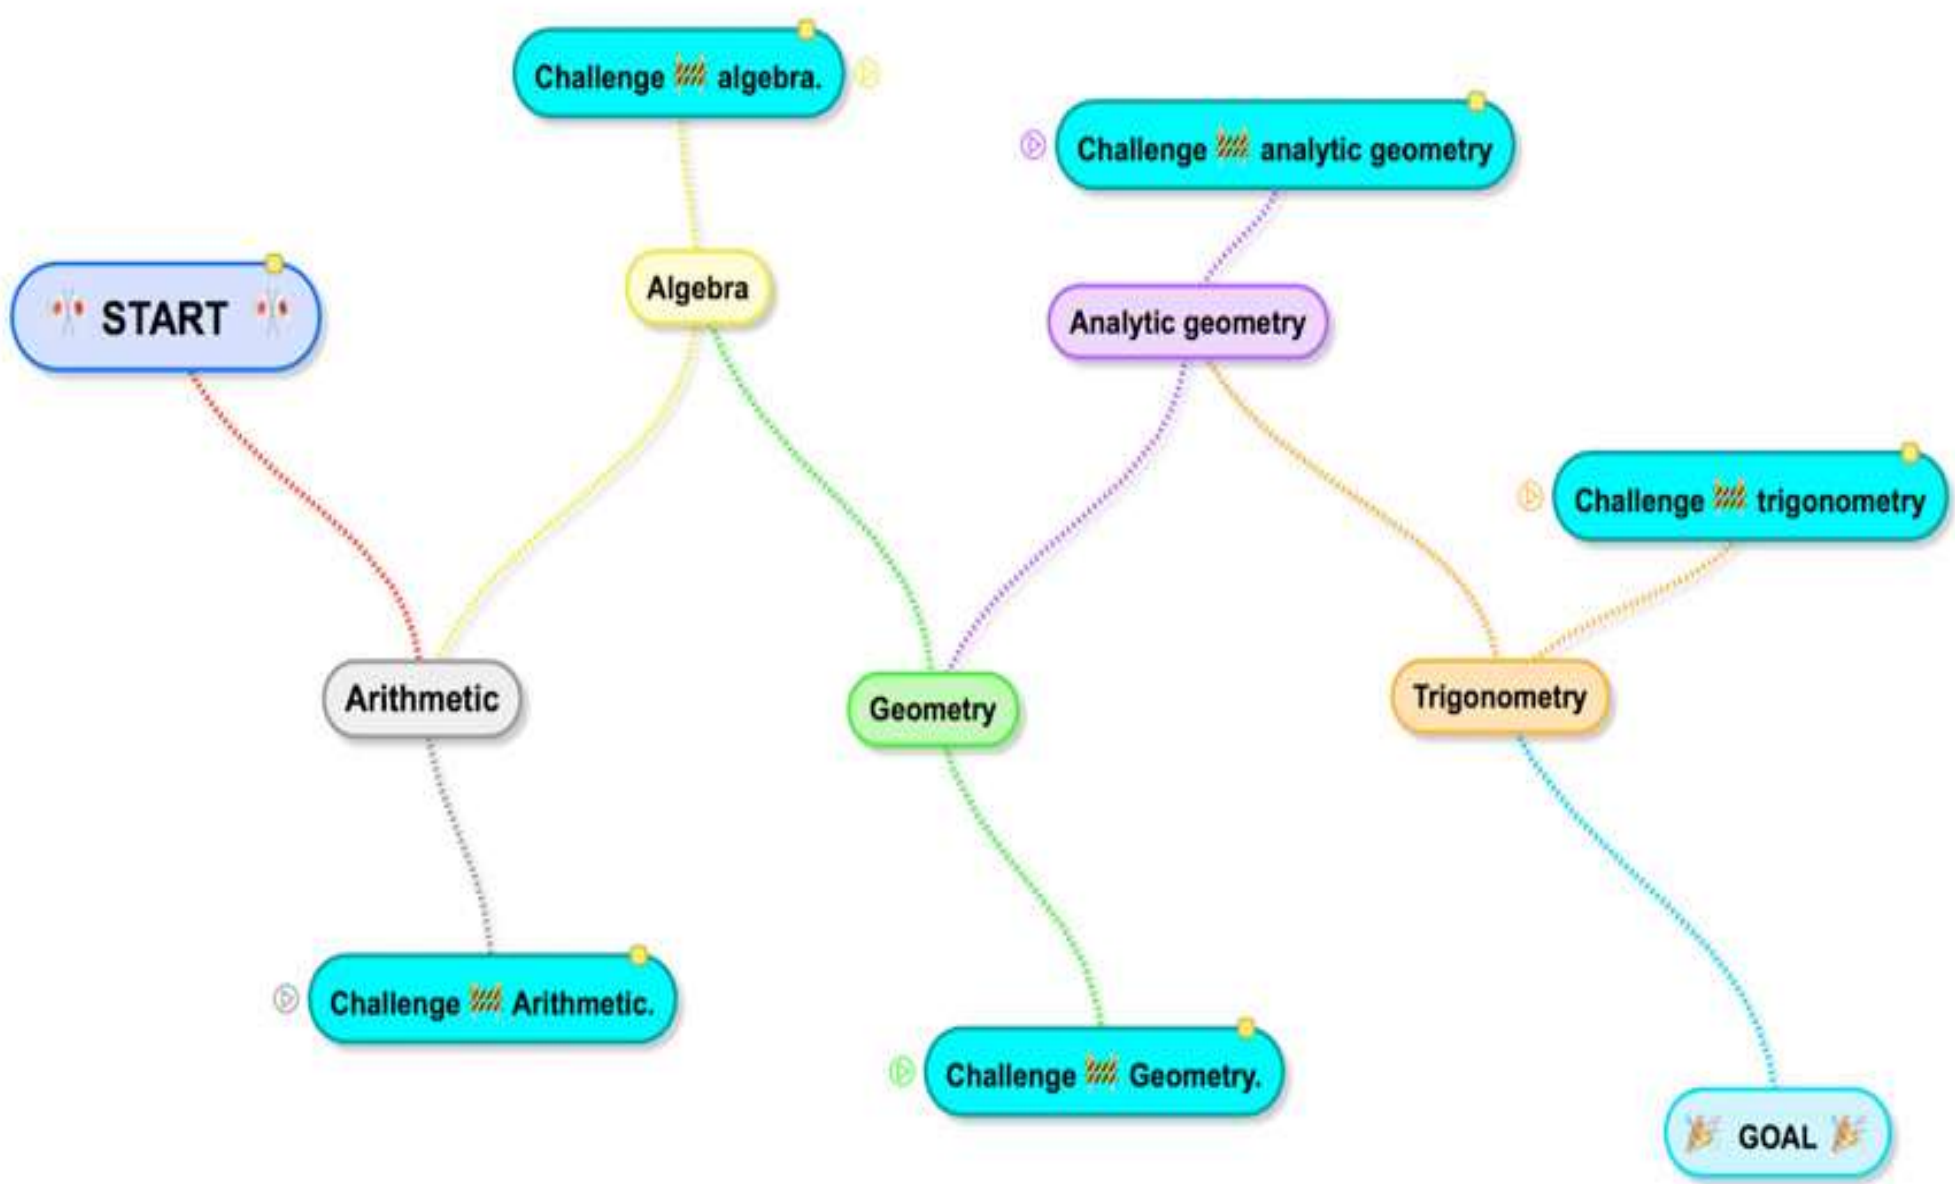 Challenge 🚧 algebra.
Challenge 🚧 analytic geometry
🎌 START 🎌
Algebra
Analytic geometry
Challenge 🚧 trigonometry
Arithmetic
Geometry
Trigonometry
Challenge 🚧 Arithmetic.
Challenge 🚧 Geometry.
🎉 GOAL 🎉